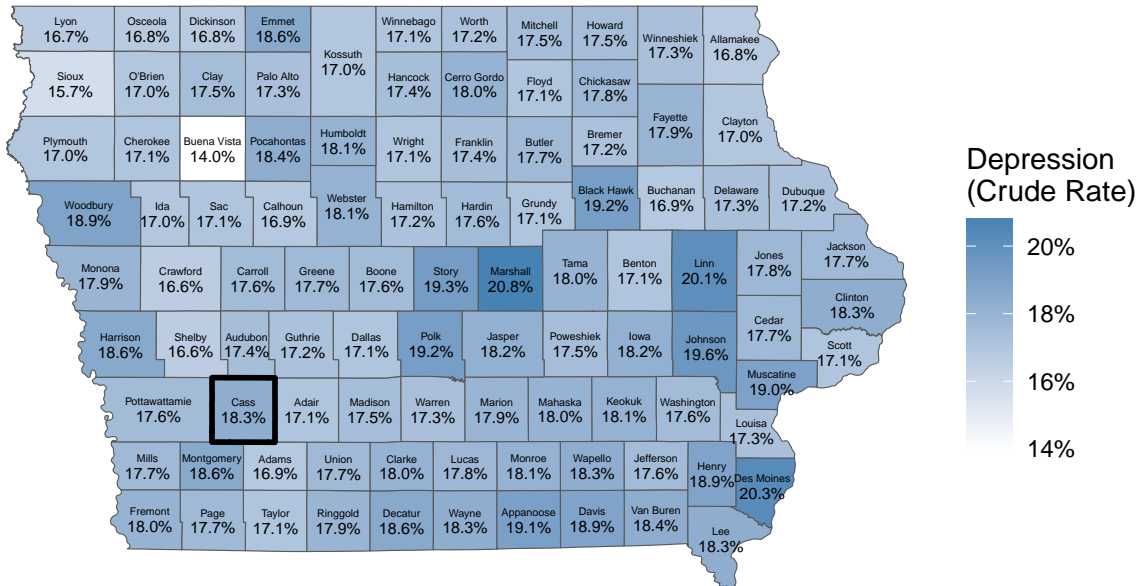 Lyon
16.7%
Osceola
16.8%
Dickinson
16.8%
Emmet
18.6%
Kossuth
17.0%
Winnebago
17.1%
Worth
17.2%
Mitchell
17.5%
Howard
17.5%
Winneshiek
17.3%
Allamakee
16.8%
Sioux
15.7%
O'Brien
17.0%
Clay
17.5%
Palo Alto
17.3%
Hancock
17.4%
Cerro Gordo
18.0%
Floyd
17.1%
Chickasaw
17.8%
Fayette
17.9%
Clayton
17.0%
Plymouth
17.0%
Cherokee
17.1%
Buena Vista
14.0%
Pocahontas
18.4%
Humboldt
18.1%
Wright
17.1%
Franklin
17.4%
Butler
17.7%
Bremer
17.2%
Woodbury
18.9%
Ida
17.0%
Sac
17.1%
Calhoun
16.9%
Webster
18.1%
Hamilton
17.2%
Hardin
17.6%
Grundy
17.1%
Black Hawk
19.2%
Buchanan
16.9%
Delaware
17.3%
Dubuque
17.2%
Monona
17.9%
Crawford
16.6%
Carroll
17.6%
Greene
17.7%
Boone
17.6%
Story
19.3%
Marshall
20.8%
Tama
18.0%
Benton
17.1%
Linn
20.1%
Jones
17.8%
Jackson
17.7%
Clinton
18.3%
Harrison
18.6%
Shelby
16.6%
Audubon
17.4%
Guthrie
17.2%
Dallas
17.1%
Polk
19.2%
Jasper
18.2%
Poweshiek
17.5%
Iowa
18.2%
Johnson
19.6%
Cedar
17.7%
Scott
17.1%
Muscatine
19.0%
Pottawattamie
17.6%
Cass
18.3%
Adair
17.1%
Madison
17.5%
Warren
17.3%
Marion
17.9%
Mahaska
18.0%
Keokuk
18.1%
Washington
17.6%
Louisa
17.3%
Mills
17.7%
Montgomery
18.6%
Adams
16.9%
Union
17.7%
Clarke
18.0%
Lucas
17.8%
Monroe
18.1%
Wapello
18.3%
Jefferson
17.6%
Henry
18.9%
Des Moines
20.3%
Fremont
18.0%
Page
17.7%
Taylor
17.1%
Ringgold
17.9%
Decatur
18.6%
Wayne
18.3%
Appanoose
19.1%
Davis
18.9%
Van Buren
18.4%
Lee
18.3%
Depression
(Crude Rate)
20%
18%
16%
14%